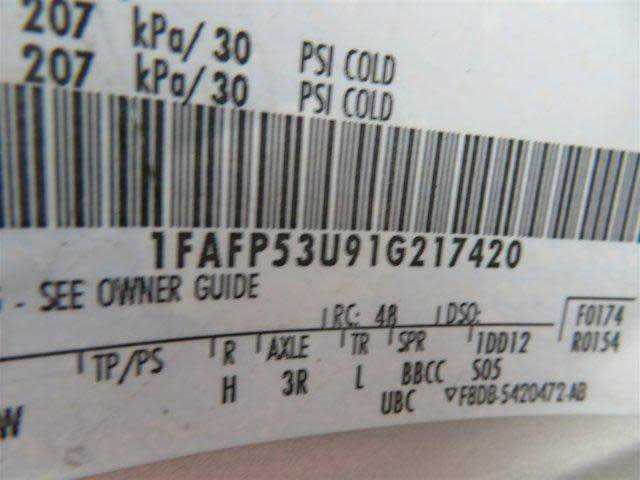 207 kPa/ 30 PSI COLD
207 kPa/ 30 PSI COLD
1FAFP53U91G217420
- SEE OWNER GUIDE
RC: 48 DSO:
F0174
R0154
TP/PS R AXLE TR SPR 1DD12
H 3R L BBCC S05
W UBC ▽F8DB-5420472-AB